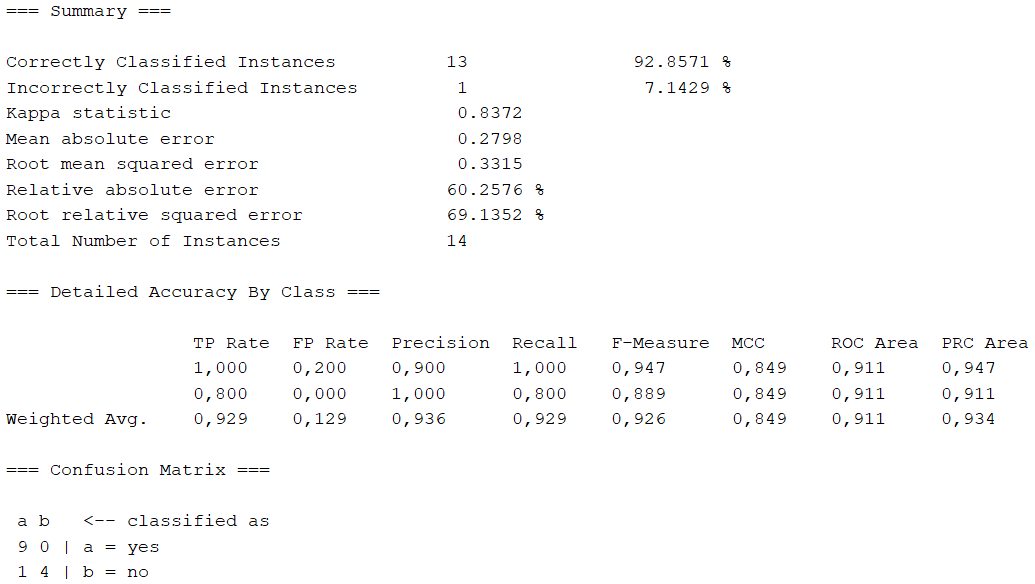 === Summary ===
Correctly Classified Instances 13 92.8571 %
Incorrectly Classified Instances 1 7.1429 %
Kappa statistic 0.8372
Mean absolute error 0.2798
Root mean squared error 0.3315
Relative absolute error 60.2576 %
Root relative squared error 69.1352 %
Total Number of Instances 14
=== Detailed Accuracy By Class ===
TP Rate FP Rate Precision Recall F-Measure MCC ROC Area PRC Area
1,000 0,200 0,900 1,000 0,947 0,849 0,911 0,947
0,800 0,000 1,000 0,800 0,889 0,849 0,911 0,911
Weighted Avg. 0,929 0,129 0,936 0,929 0,926 0,849 0,911 0,934
=== Confusion Matrix ===
a b <-- classified as
9 0 | a = yes
1 4 | b = no